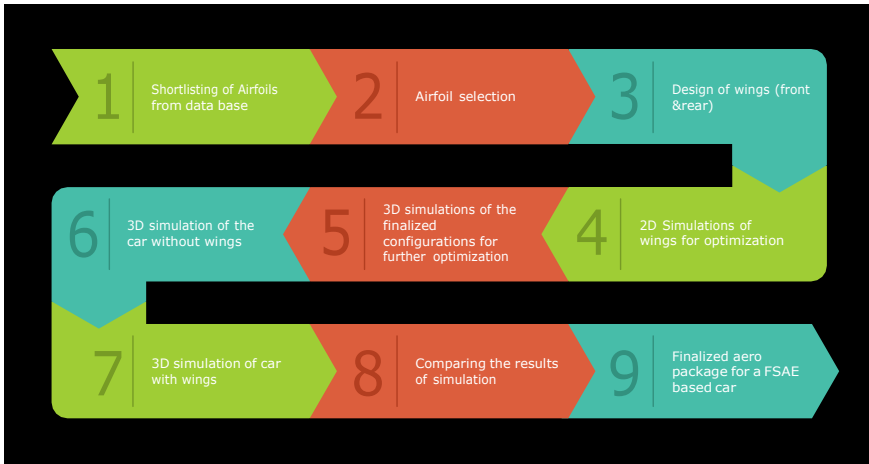 1
Shortlisting of Airfoils
from data base
2
Airfoil selection
3
Design of wings (front
&rear)
4
2D Simulations of
wings for optimization
5
3D simulations of the
finalized
configurations for
further optimization
6
3D simulation of the
car without wings
7
3D simulation of car
with wings
8
Comparing the results
of simulation
9
Finalized aero
package for a FSAE
based car